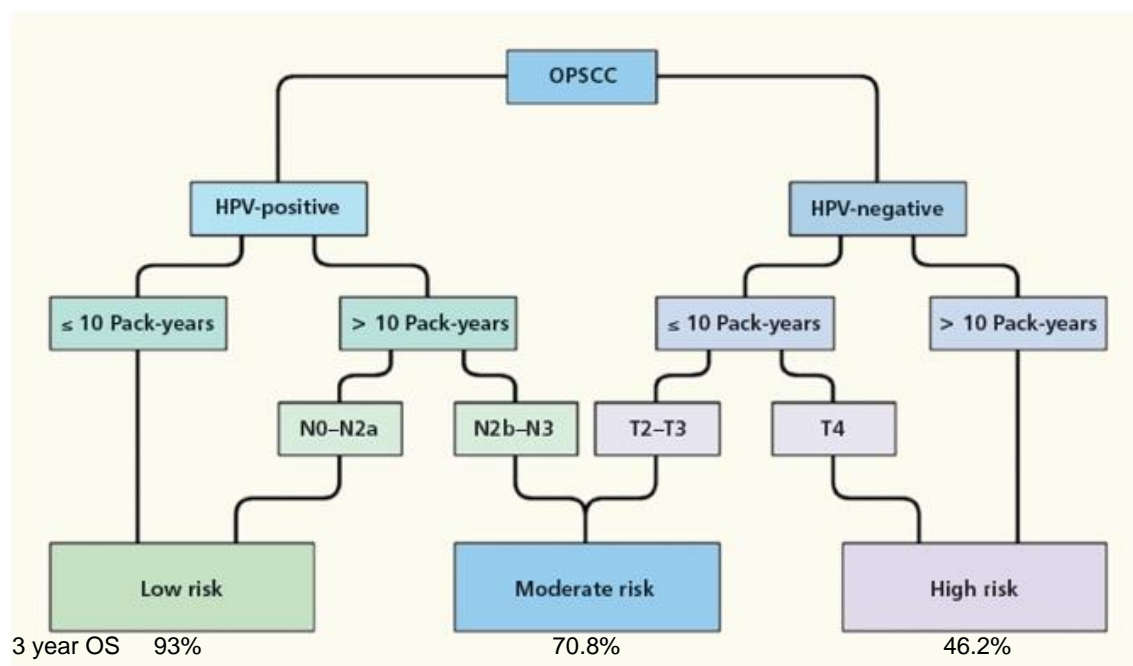 OPSCC
HPV-positive
HPV-negative
≤ 10 Pack-years
> 10 Pack-years
≤ 10 Pack-years
> 10 Pack-years
N0–N2a
N2b–N3
T2–T3
T4
Low risk
Moderate risk
High risk
3 year OS 93% 70.8% 46.2%